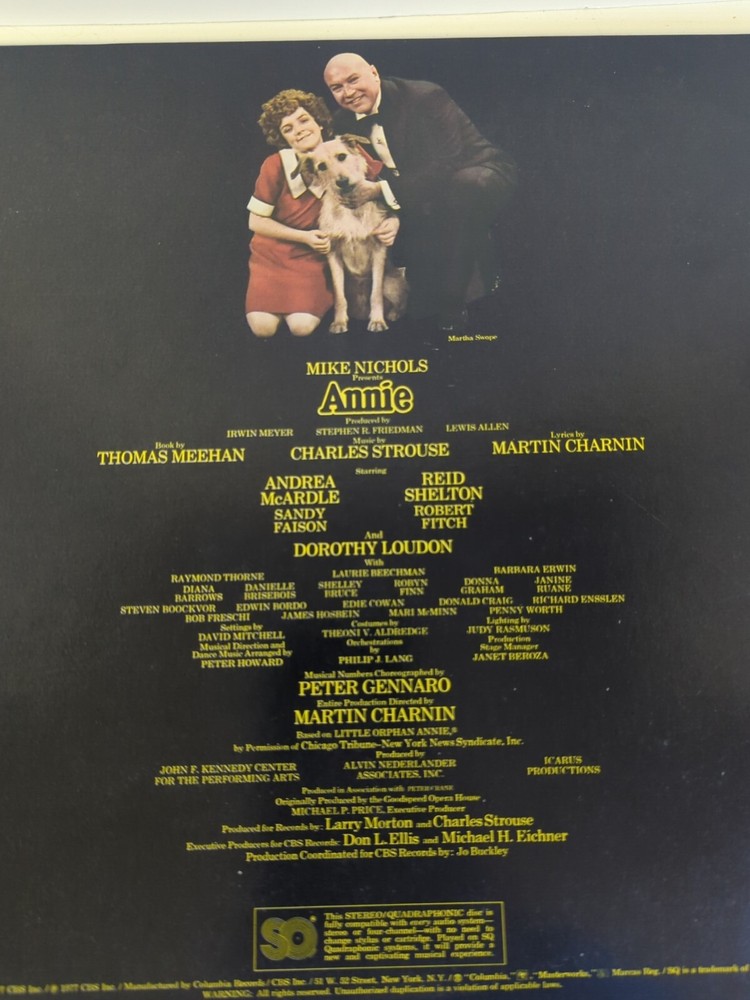 Martha Swope
MIKE NICHOLS
Presents
Annie
Produced by
IRWIN MEYER STEPHEN R. FRIEDMAN LEWIS ALLEN
Book by Music by Lyrics by
THOMAS MEEHAN CHARLES STROUSE MARTIN CHARNIN
Starring
ANDREA McARDLE REID SHELTON
SANDY FAISON ROBERT FITCH
And
DOROTHY LOUDON
With
RAYMOND THORNE LAURIE BEECHMAN BARBARA ERWIN
DIANA BARROWS DANIELLE BRISEBOIS SHELLEY BRUCE ROBYN FINN DONNA GRAHAM JANINE RUANE
STEVEN BOOCKVOR EDWIN BORDO EDIE COWAN DONALD CRAIG RICHARD ENSSLEN
BOB FRESCHI JAMES HOSBEIN MARI McMINN PENNY WORTH
Settings by Costumes by Lighting by
DAVID MITCHELL THEONI V. ALDREDGE JUDY RASMUSON
Musical Direction and Dance Music Arranged by Orchestrations by Production Stage Manager
PETER HOWARD PHILIP J. LANG JANET BEROZA
Musical Numbers Choreographed by
PETER GENNARO
Entire Production Directed by
MARTIN CHARNIN
Based on LITTLE ORPHAN ANNIE,®
by Permission of Chicago Tribune–New York News Syndicate, Inc.
Produced by
JOHN F. KENNEDY CENTER FOR THE PERFORMING ARTS ALVIN NEDERLANDER ASSOCIATES, INC. ICARUS PRODUCTIONS
Produced in Association with PETER CRANE
Originally Produced by the Goodspeed Opera House,
MICHAEL P. PRICE, Executive Producer
Produced for Records by: Larry Morton and Charles Strouse
Executive Producers for CBS Records: Don L. Ellis and Michael H. Eichner
Production Coordinated for CBS Records by: Jo Buckley
SQ
This STEREO/QUADRAPHONIC disc is
fully compatible with every audio system—
stereo or four-channel—with no need to
change stylus or cartridge. Played on SQ
Quadraphonic systems, it will provide a
new and captivating musical experience.
CBS Inc./℗ 1977 CBS Inc./Manufactured by Columbia Records/CBS Inc./51 W. 52 Street, New York, N.Y./® "Columbia," "Masterworks," Marcas Reg./SQ is a trademark of
WARNING: All rights reserved. Unauthorized duplication is a violation of applicable laws.